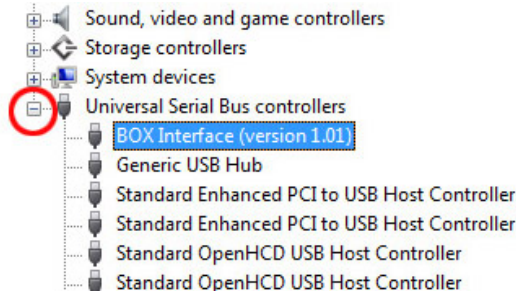 Sound, video and game controllers
Storage controllers
System devices
Universal Serial Bus controllers
BOX Interface (version 1.01)
Generic USB Hub
Standard Enhanced PCI to USB Host Controller
Standard Enhanced PCI to USB Host Controller
Standard OpenHCD USB Host Controller
Standard OpenHCD USB Host Controller